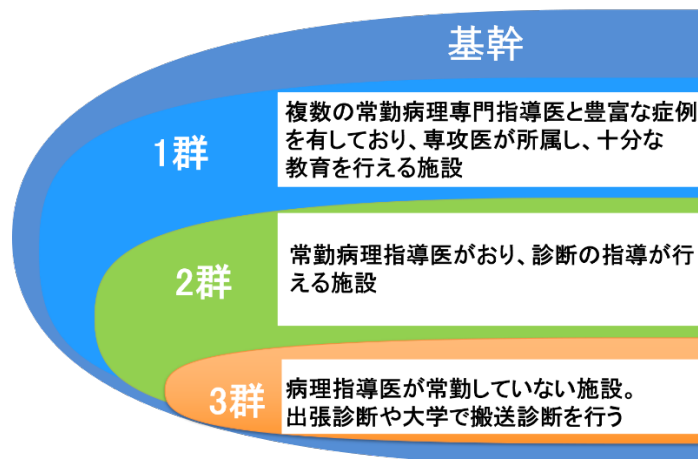 基幹
1群
複数の常勤病理専門指導医と豊富な症例
を有しており、専攻医が所属し、十分な
教育を行える施設
2群
常勤病理指導医がおり、診断の指導が行
える施設
3群
病理指導医が常勤していない施設。
出張診断や大学で搬送診断を行う